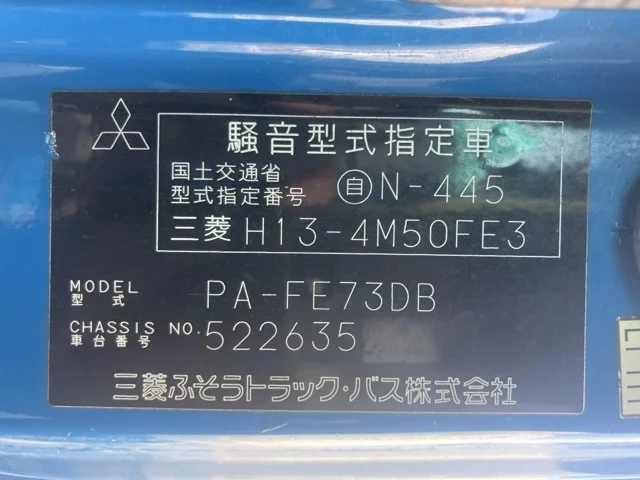 騒音型式指定車
国土交通省
型式指定番号 自N-445
三菱 H13-4M50FE3
MODEL
型式 PA-FE73DB
CHASSIS NO.
車台番号 522635
三菱ふそうトラック・バス株式会社